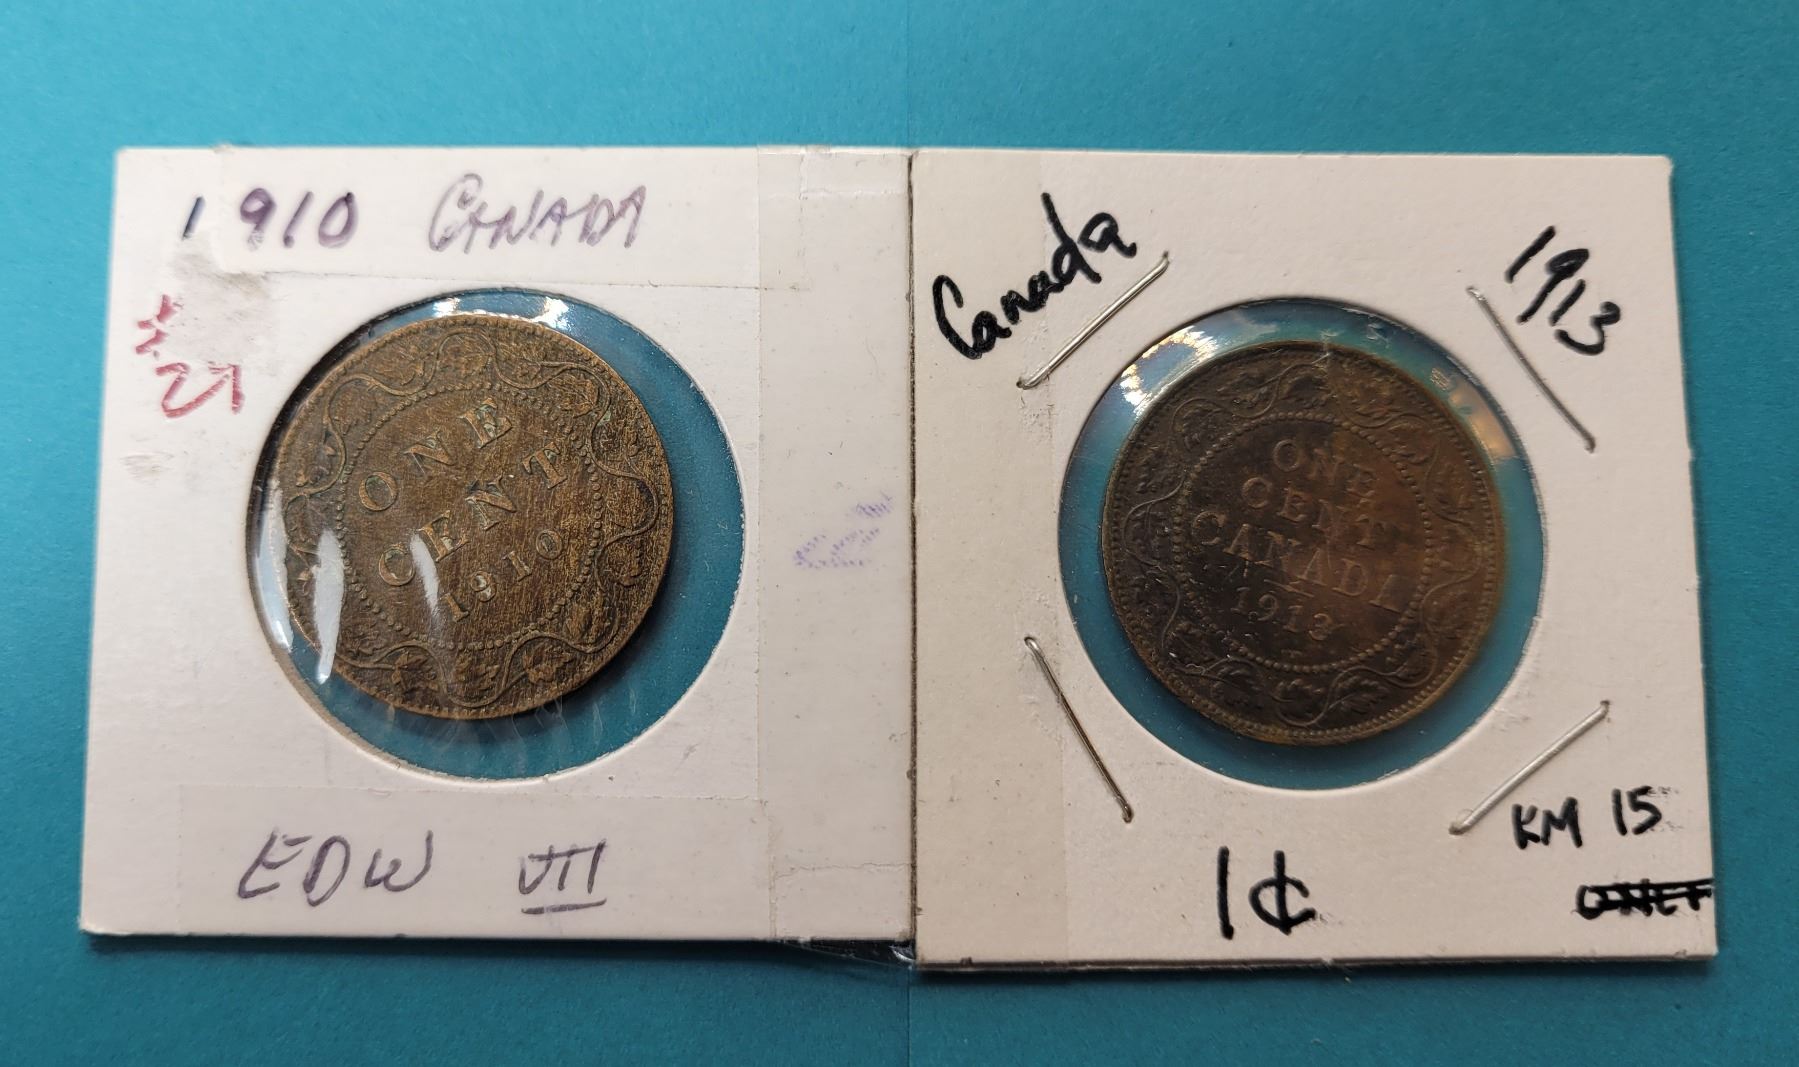 1910 CANADA
ONE
CENT
1910
EDW VII
Canada
1913
ONE
CENT
CANADA
1913
KM 15
1¢